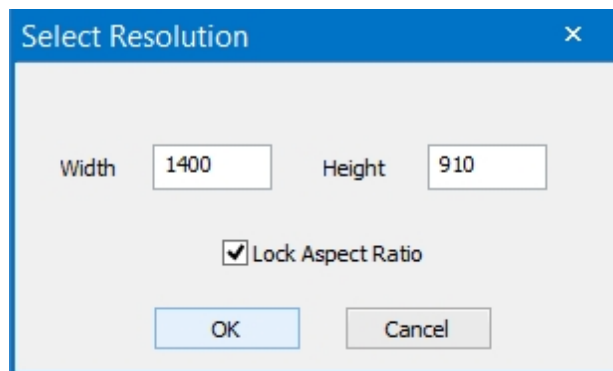 Select Resolution
Width 1400 Height 910
Lock Aspect Ratio
OK Cancel